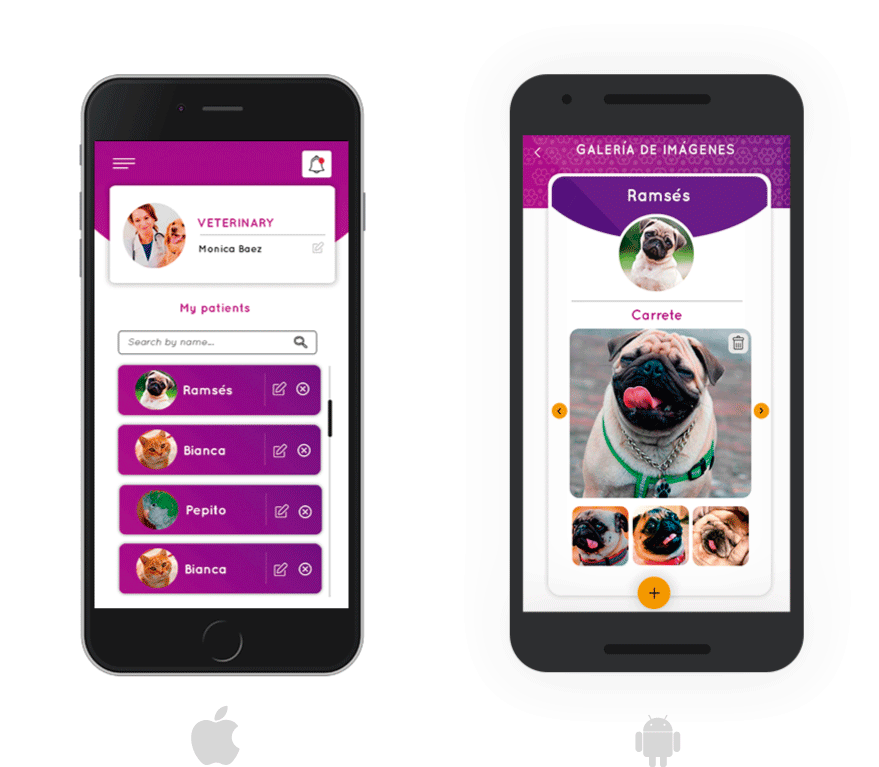 VETERINARY
Monica Baez
My patients
Search by name...
Ramsés
Bianca
Pepito
Bianca
GALERÍA DE IMÁGENES
Ramsés
Carrete